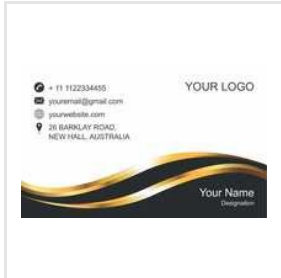 + 11 1122334455
youremail@gmail.com
yourwebsite.com
26 BARKLAY ROAD,
NEW HALL, AUSTRALIA
YOUR LOGO
Your Name
Designation